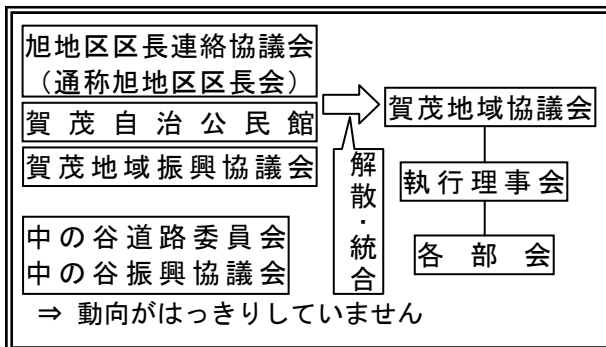 旭地区区長連絡協議会
（通称旭地区区長会）
賀茂自治公民館
賀茂地域振興協議会
中の谷道路委員会
中の谷振興協議会
⇒ 動向がはっきりしていません
解散・統合
賀茂地域協議会
執行理事会
各部会